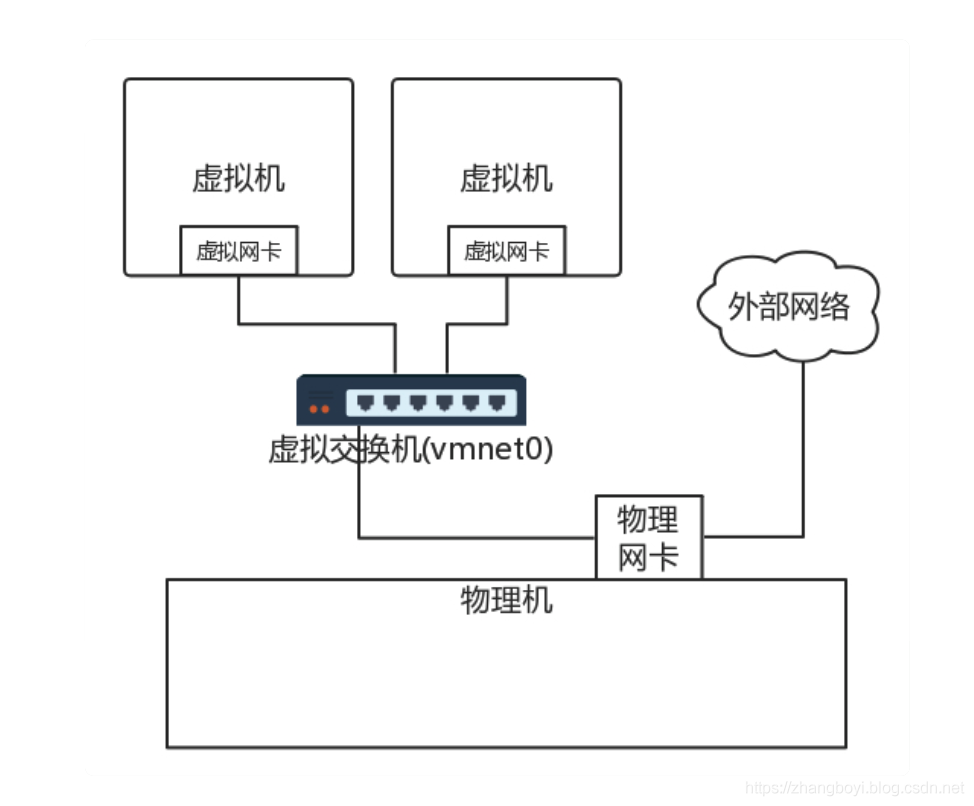 虚拟机
虚拟机
虚拟网卡
虚拟网卡
外部网络
虚拟交换机(vmnet0)
物理
网卡
物理机
https://zhangboyi.blog.csdn.net